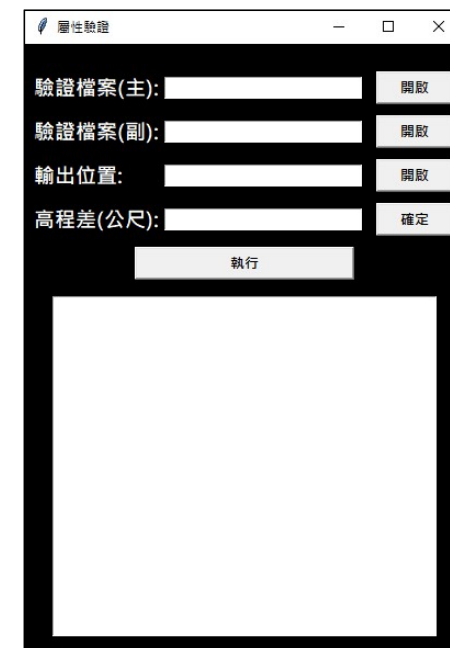 屬性驗證
驗證檔案(主): 開啟
驗證檔案(副): 開啟
輸出位置: 開啟
高程差(公尺): 確定
執行